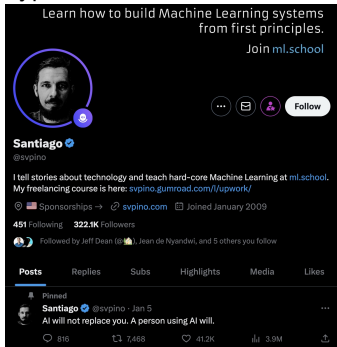 Learn how to build Machine Learning systems
from first principles.
Join ml.school
Follow
Santiago
@svpino
I tell stories about technology and teach hard-core Machine Learning at ml.school.
My freelancing course is here: svpino.gumroad.com/l/upwork/
Sponsorships → svpino.com Joined January 2009
451 Following 322.1K Followers
Followed by Jeff Dean (@🏡), Jean de Nyandwi, and 5 others you follow
Posts Replies Subs Highlights Media Likes
Pinned
Santiago @svpino · Jan 5
AI will not replace you. A person using AI will.
816 7,468 41.2K 3.9M